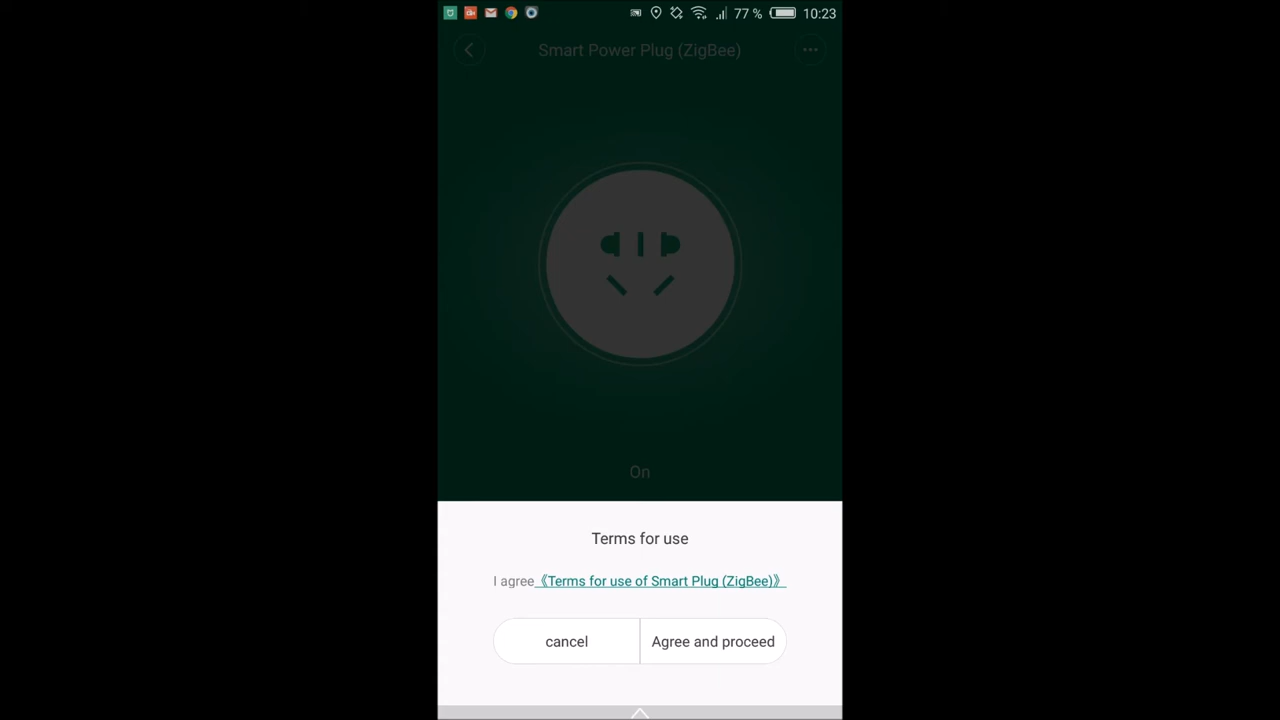 77 % 10:23
Smart Power Plug (ZigBee)
On
Terms for use
I agree《Terms for use of Smart Plug (ZigBee)》
cancel
Agree and proceed